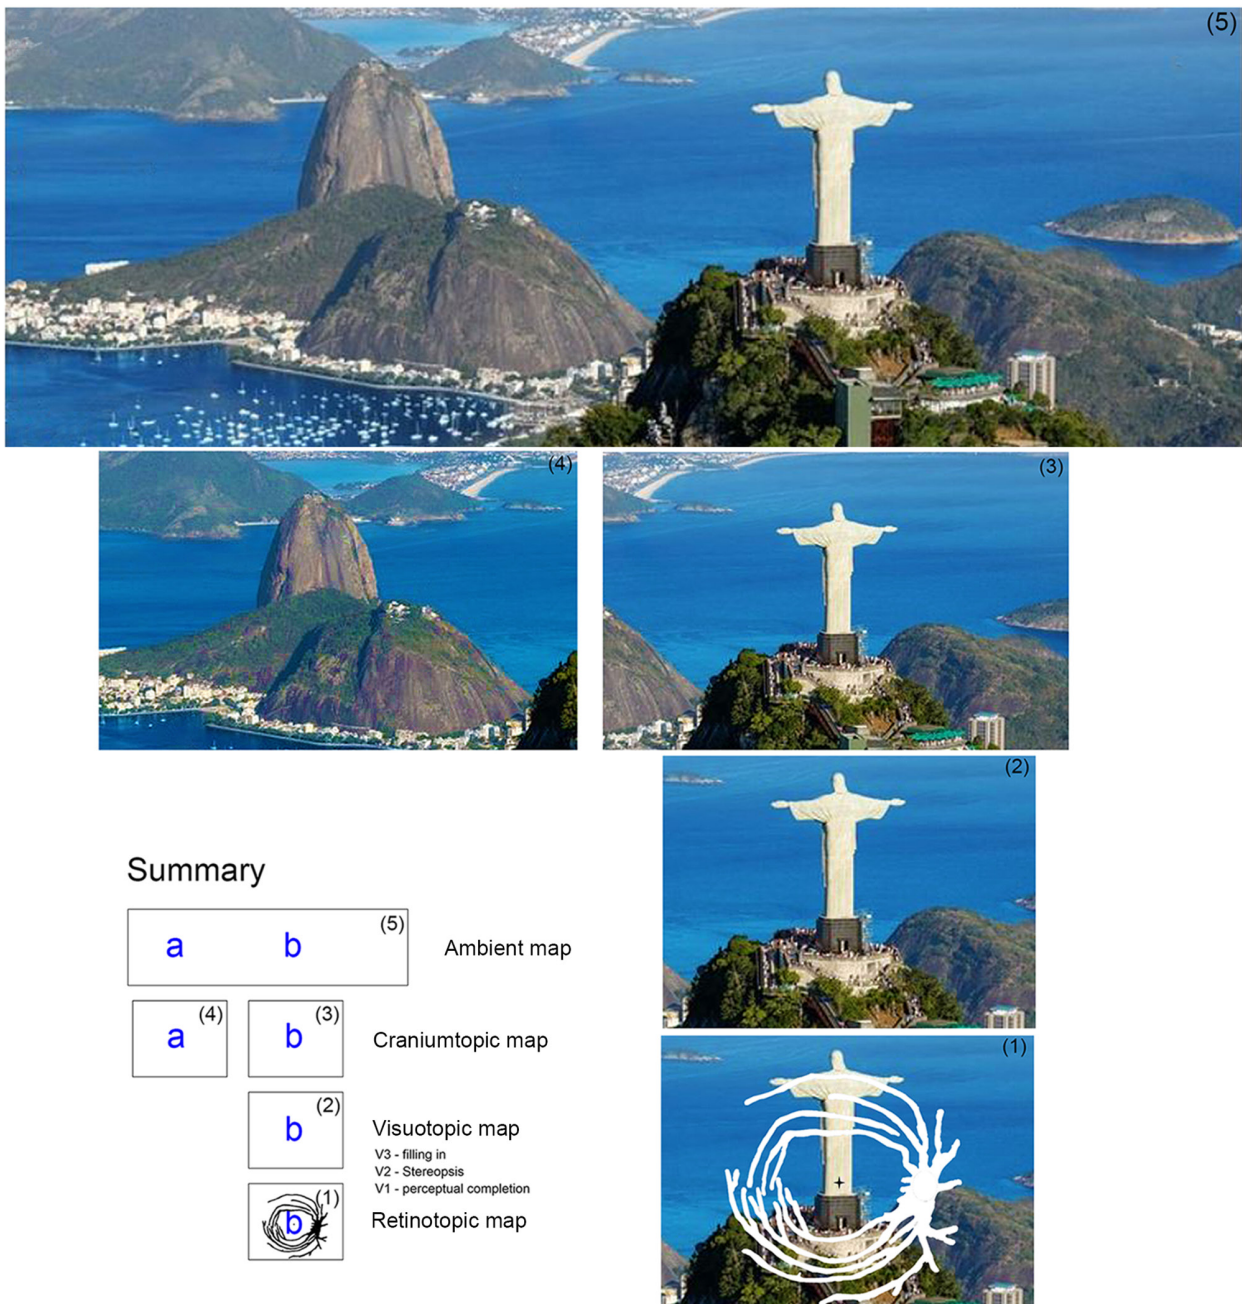 (5)
(4)
(3)
(2)
(1)
Summary
a b (5) Ambient map
a (4) b (3) Craniumtopic map
b (2) Visuotopic map
V3 - filling in
V2 - Stereopsis
V1 - perceptual completion
b (1) Retinotopic map